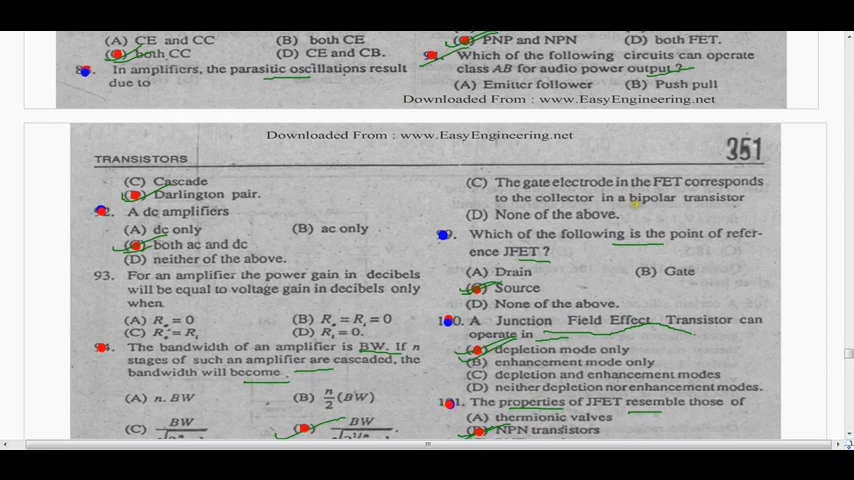 (A) CE and CC (B) both CE
both CC (D) CE and CB.
In amplifiers, the parasitic oscillations result
due to
PNP and NPN (D) both FET.
Which of the following circuits can operate
class AB for audio power output ?
(A) Emitter follower (B) Push pull
Downloaded From : www.EasyEngineering.net
Downloaded From : www.EasyEngineering.net
TRANSISTORS
351
(C) Cascade
Darlington pair.
92. A dc amplifiers
(A) dc only (B) ac only
both ac and dc
(D) neither of the above.
93. For an amplifier the power gain in decibels
will be equal to voltage gain in decibels only
when
(A) Ro = 0 (B) Ro = Ri = 0
(C) Ro = Ri (D) Ri = 0.
94. The bandwidth of an amplifier is BW. If n
stages of such an amplifier are cascaded, the
bandwidth will become
(A) n. BW (B) n/2 (BW)
(C) BW
BW
(C) The gate electrode in the FET corresponds
to the collector in a bipolar transistor
(D) None of the above.
99. Which of the following is the point of refer-
ence JFET ?
(A) Drain (B) Gate
Source
(D) None of the above.
100. A Junction Field Effect Transistor can
operate in
depletion mode only
(B) enhancement mode only
(C) depletion and enhancement modes
(D) neither depletion nor enhancement modes.
101. The properties of JFET resemble those of
(A) thermionic valves
NPN transistors